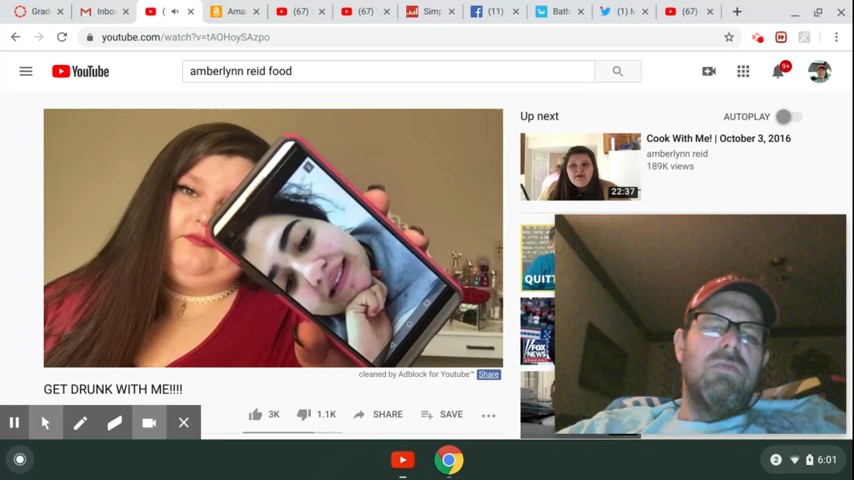 Grad
Inbo
(
Ama
(67)
(67)
Simp
(11)
Bath
(1) M
(67)
youtube.com/watch?v=tAOHoySAzpo
YouTube
amberlynn reid food
9+
Up next
AUTOPLAY
Cook With Me! | October 3, 2016
amberlynn reid
189K views
22:37
QUIT
FOX
NEWS
cleaned by Adblock for Youtube™ Share
GET DRUNK WITH ME!!!!
3K
1.1K
SHARE
SAVE
2
6:01